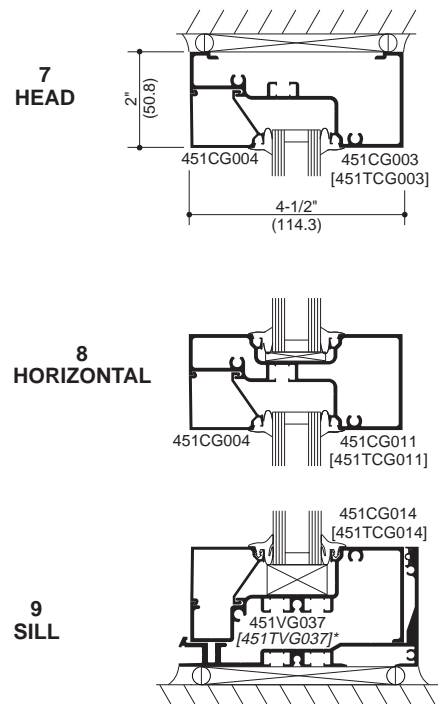 7
HEAD
2"
(50.8)
451CG004
451CG003
[451TCG003]
4-1/2"
(114.3)
8
HORIZONTAL
451CG004
451CG011
[451TCG011]
451CG014
[451TCG014]
9
SILL
451VG037
[451TVG037]*